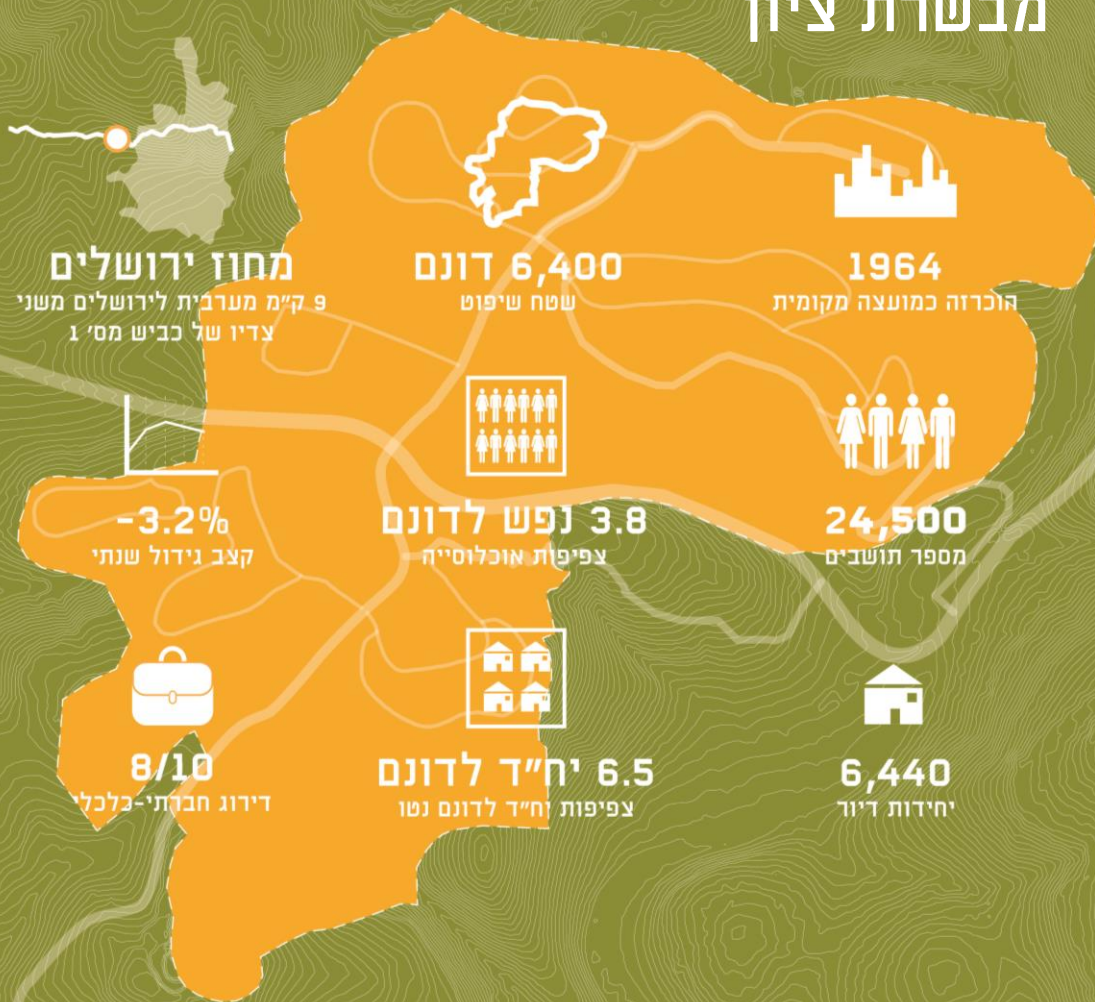 מבשרת ציון
1964
הוכרזה כמועצה מקומית
6,400 דונם
שטח שיפוט
מחוז ירושלים
9 ק״מ מערבית לירושלים משני
צדיו של כביש מס׳ 1
24,500
מספר תושבים
3.8 נפש לדונם
צפיפות אוכלוסייה
-3.2%
קצב גידול שנתי
6,440
יחידות דיור
6.5 יח״ד לדונם
צפיפות יח״ד לדונם נטו
8/10
דירוג חברתי-כלכלי